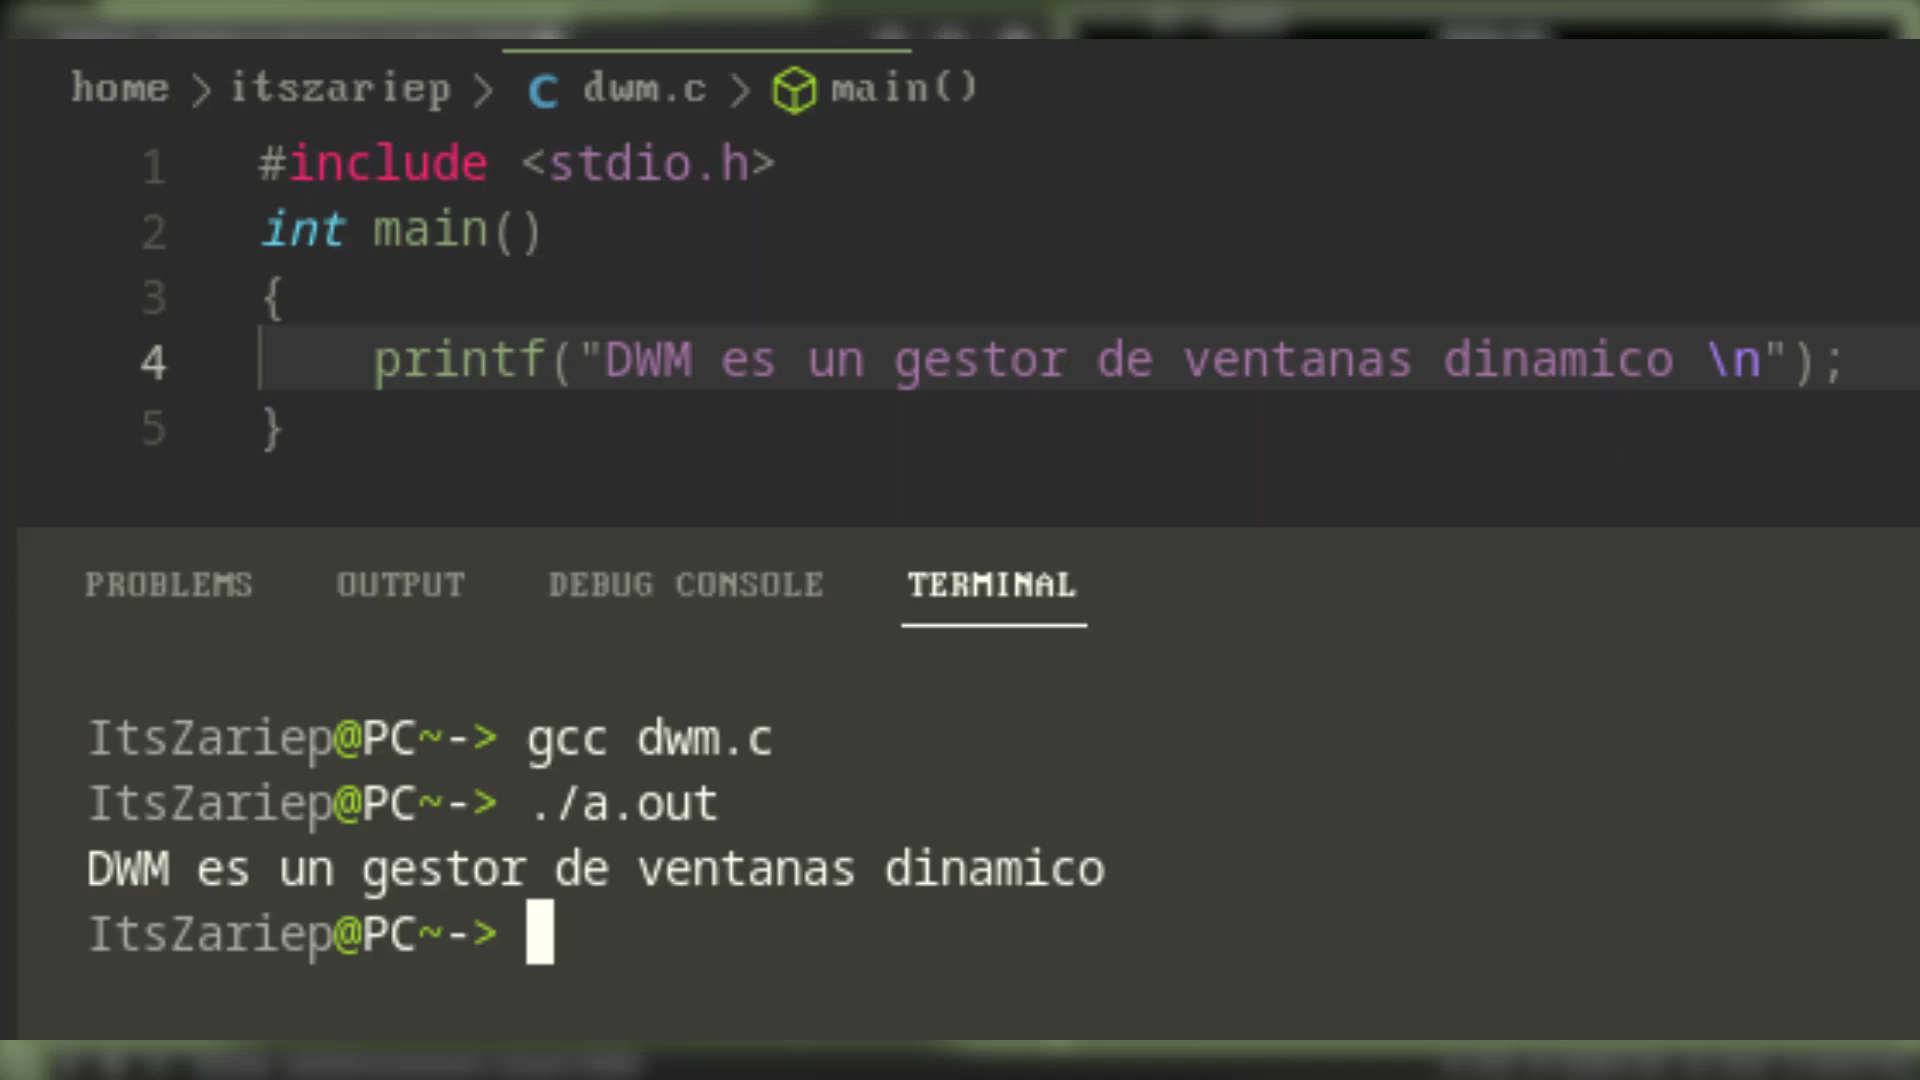 home > itszariep > C dwm.c > main()
1 #include <stdio.h>
2 int main()
3 {
4     printf("DWM es un gestor de ventanas dinamico \n");
5 }
PROBLEMS OUTPUT DEBUG CONSOLE TERMINAL
ItsZariep@PC~-> gcc dwm.c
ItsZariep@PC~-> ./a.out
DWM es un gestor de ventanas dinamico
ItsZariep@PC~->